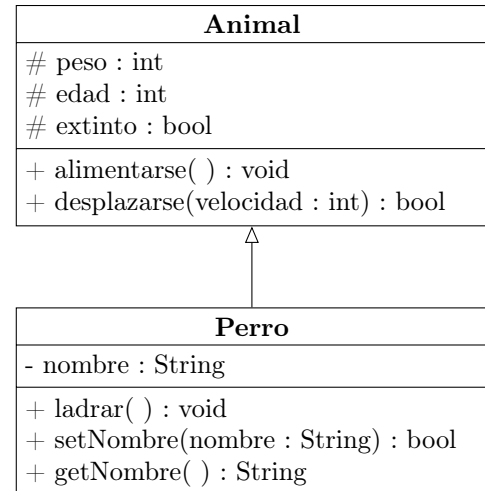 Animal
# peso : int
# edad : int
# extinto : bool
+ alimentarse( ) : void
+ desplazarse(velocidad : int) : bool
Perro
- nombre : String
+ ladrar( ) : void
+ setNombre(nombre : String) : bool
+ getNombre( ) : String